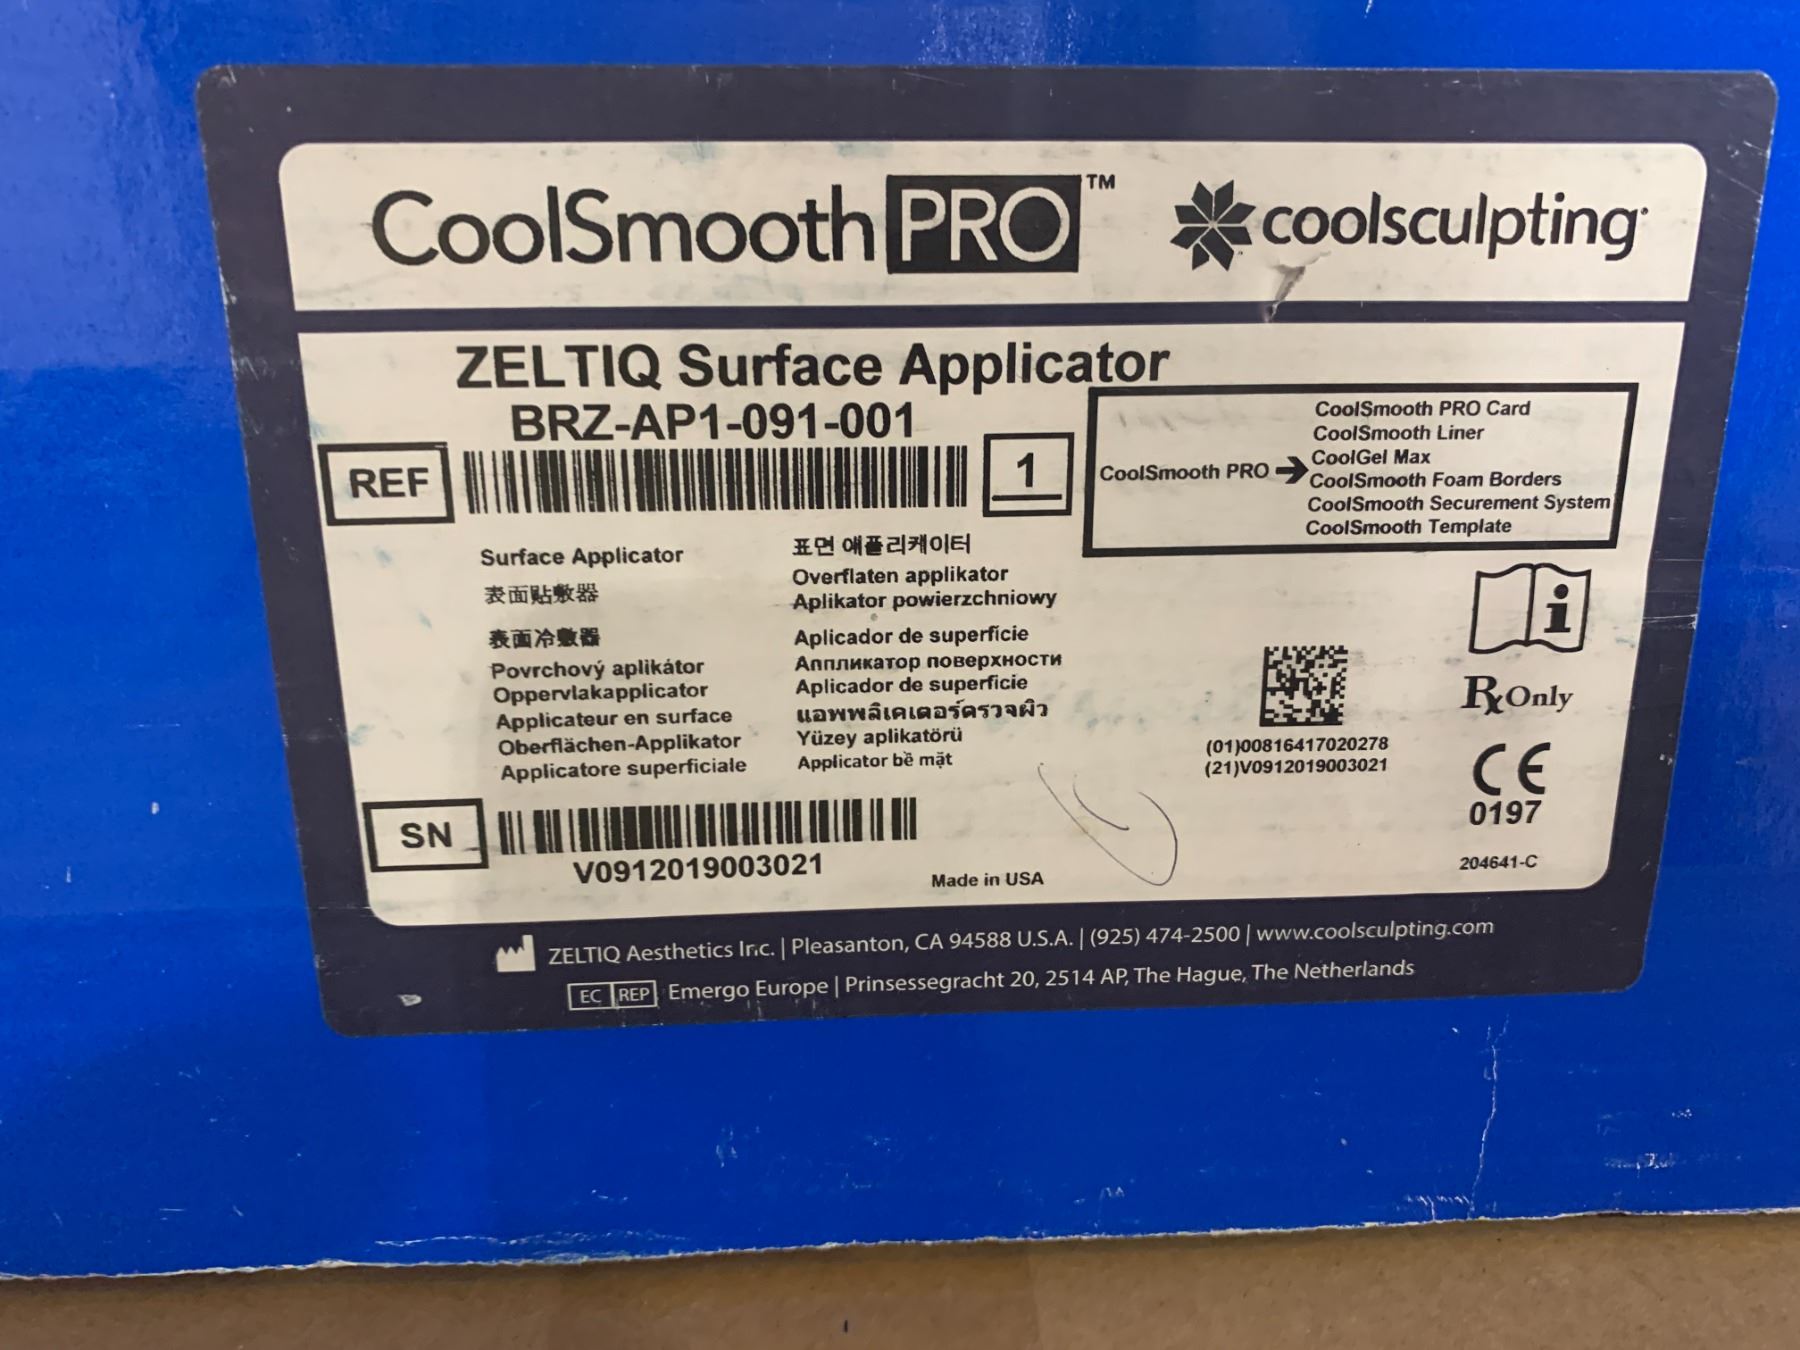 CoolSmooth PRO™
coolsculpting
ZELTIQ Surface Applicator
BRZ-AP1-091-001
REF
1
CoolSmooth PRO →
CoolSmooth PRO Card
CoolSmooth Liner
CoolGel Max
CoolSmooth Foam Borders
CoolSmooth Securement System
CoolSmooth Template
Surface Applicator
表面貼敷器
表面冷敷器
Povrchový aplikátor
Oppervlakapplicator
Applicateur en surface
Oberflächen-Applikator
Applicatore superficiale
표면 애플리케이터
Overflaten applikator
Aplikator powierzchniowy
Aplicador de superfície
Аппликатор поверхности
Aplicador de superficie
แอพพลิเคเตอร์ตรวจผิว
Yüzey aplikatörü
Applicator bề mặt
i
Rx Only
(01)00816417020278
(21)V0912019003021
CE
0197
204641-C
SN
V0912019003021
Made in USA
ZELTIQ Aesthetics Inc. | Pleasanton, CA 94588 U.S.A. | (925) 474-2500 | www.coolsculpting.com
EC REP Emergo Europe | Prinsessegracht 20, 2514 AP, The Hague, The Netherlands